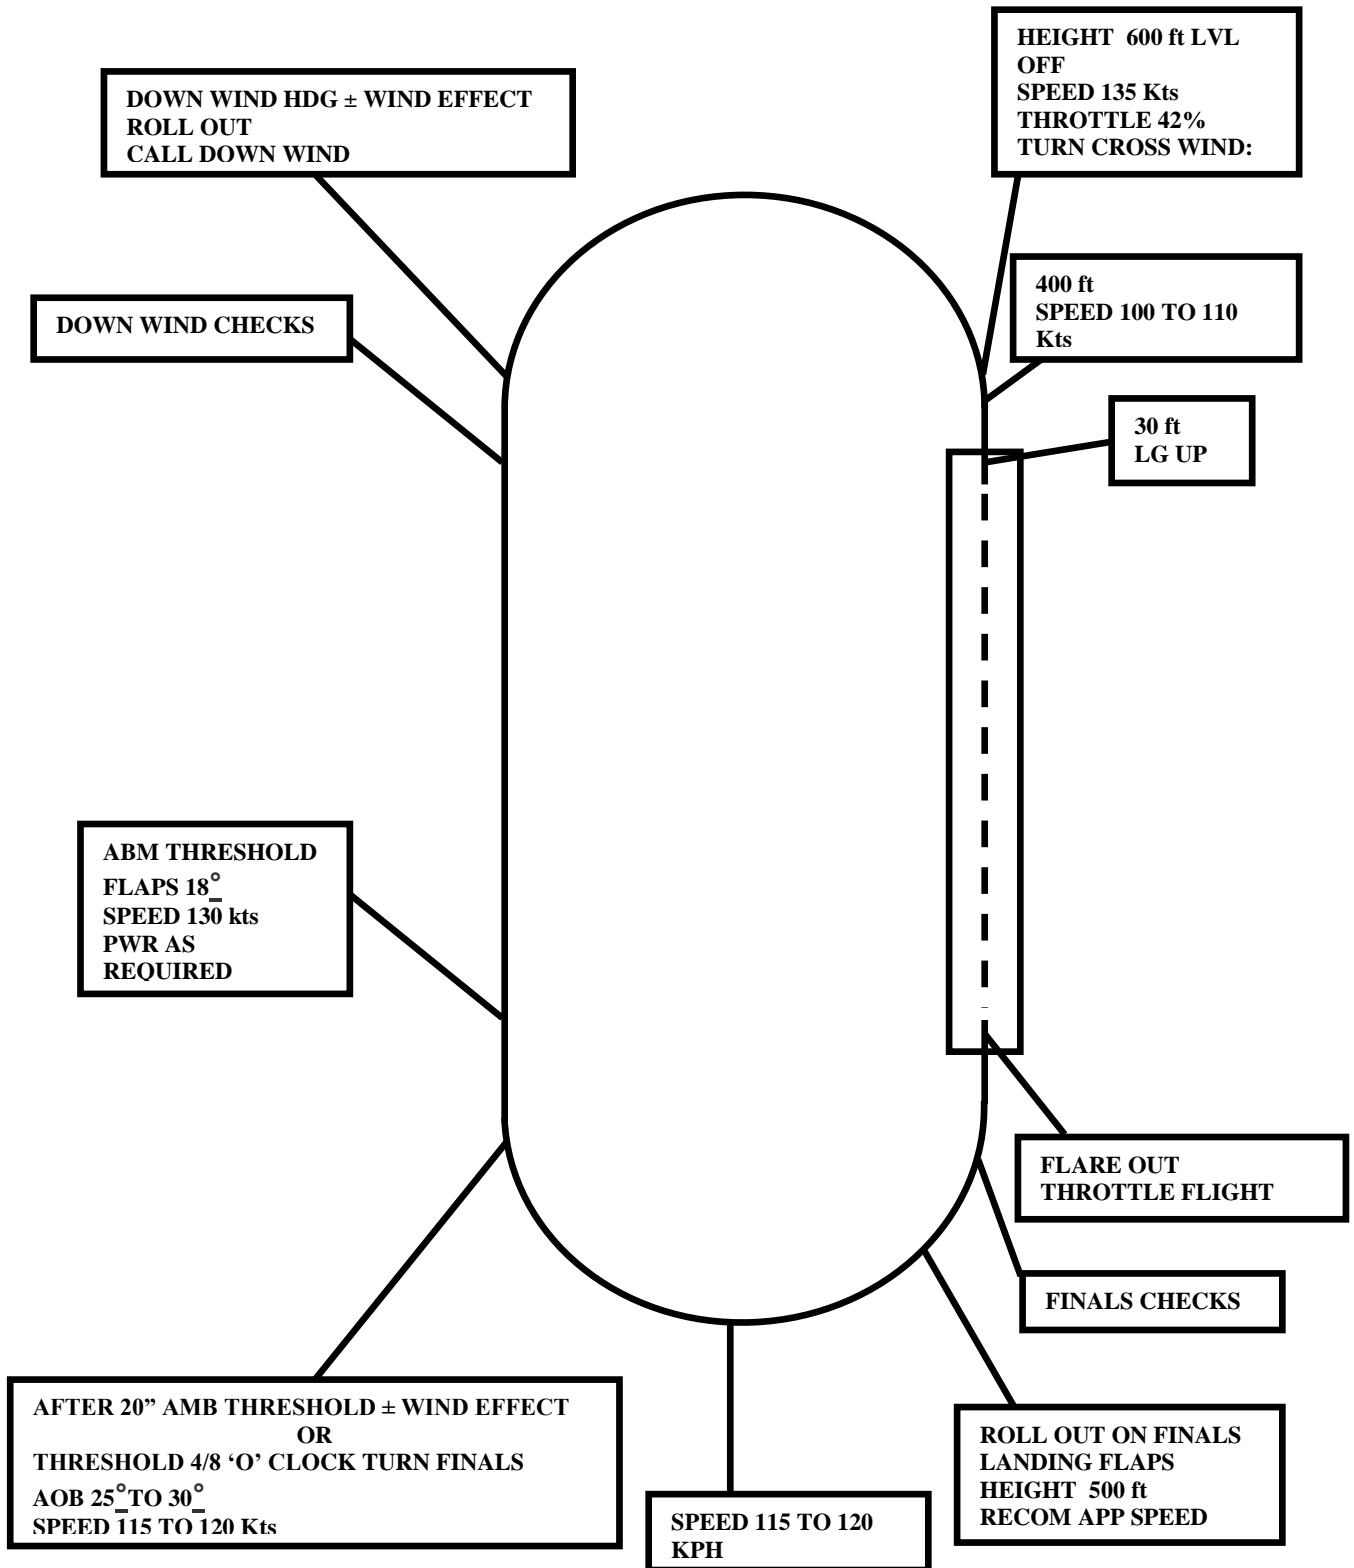 HEIGHT 600 ft LVL
OFF
SPEED 135 Kts
THROTTLE 42%
TURN CROSS WIND:
DOWN WIND HDG ± WIND EFFECT
ROLL OUT
CALL DOWN WIND
400 ft
SPEED 100 TO 110
Kts
DOWN WIND CHECKS
30 ft
LG UP
ABM THRESHOLD
FLAPS 18°
SPEED 130 kts
PWR AS
REQUIRED
FLARE OUT
THROTTLE FLIGHT
FINALS CHECKS
AFTER 20” AMB THRESHOLD ± WIND EFFECT
OR
THRESHOLD 4/8 ‘O’ CLOCK TURN FINALS
AOB 25°TO 30°
SPEED 115 TO 120 Kts
ROLL OUT ON FINALS
LANDING FLAPS
HEIGHT 500 ft
RECOM APP SPEED
SPEED 115 TO 120
KPH